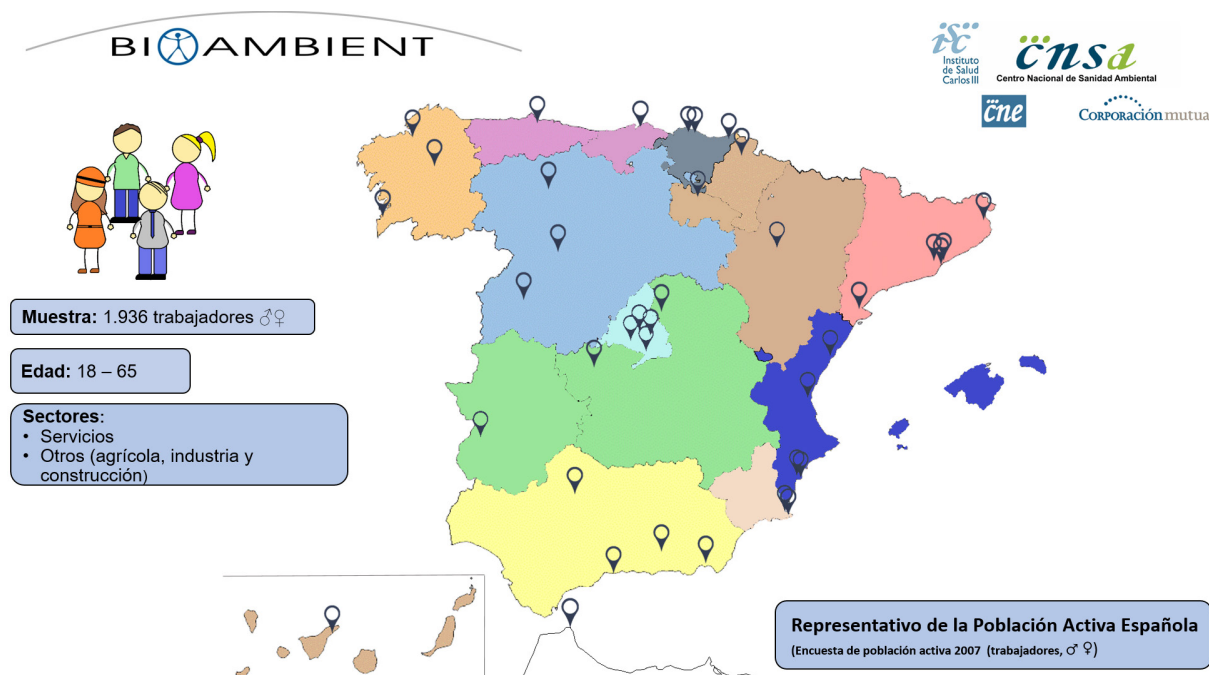 BIOAMBIENT
isc
Instituto
de Salud
Carlos III
cnsa
Centro Nacional de Sanidad Ambiental
cne
CORPORACIÓN mutua
Muestra: 1.936 trabajadores ♂♀
Edad: 18 – 65
Sectores:
• Servicios
• Otros (agrícola, industria y
construcción)
Representativo de la Población Activa Española
(Encuesta de población activa 2007 (trabajadores, ♂ ♀)